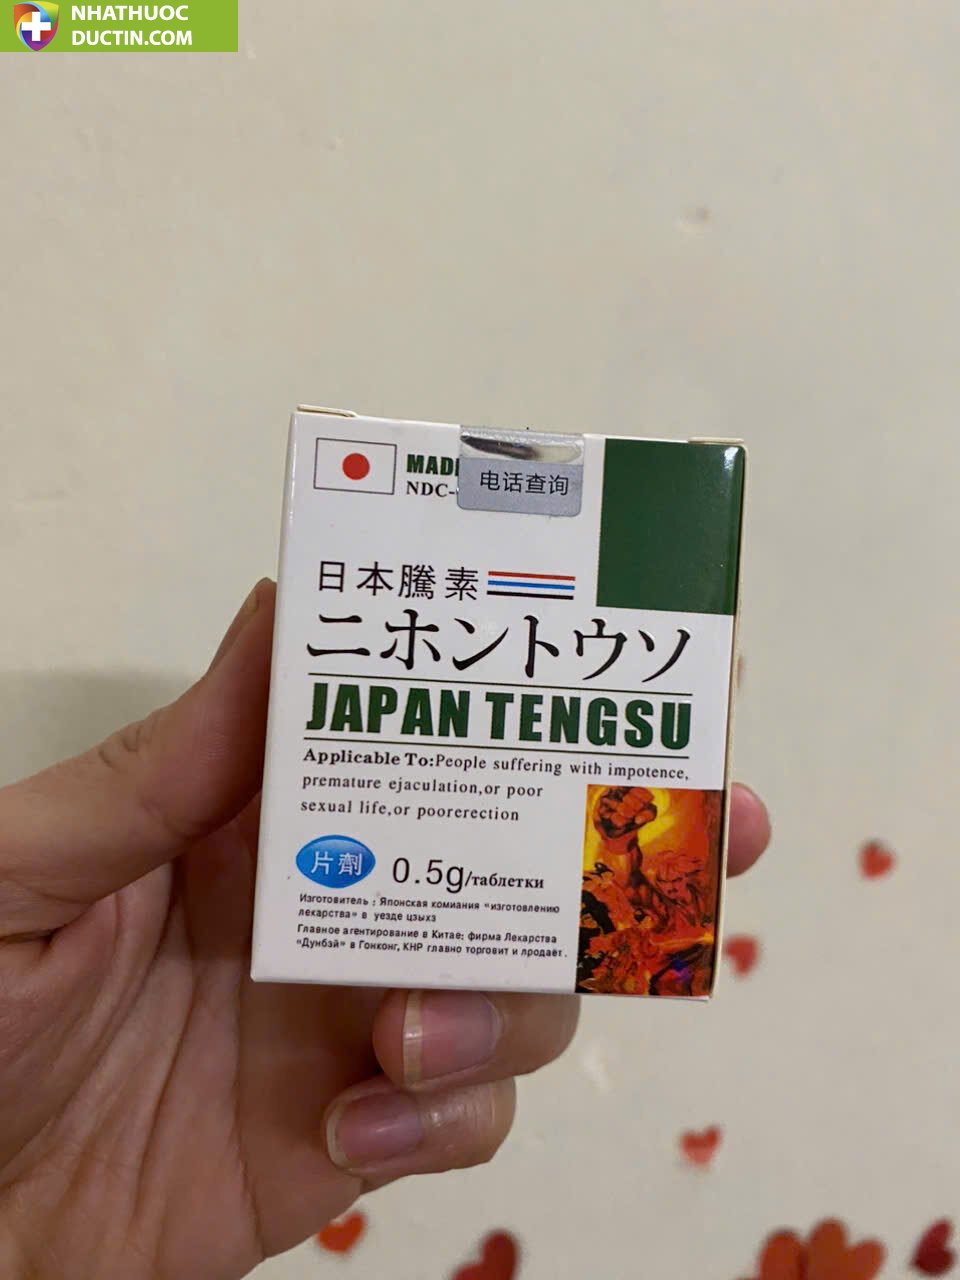 NHATHUOC
DUCTIN.COM
MADE
NDC-
电话查询
日本騰素
ニホントウソ
JAPAN TENGSU
Applicable To:People suffering with impotence,
premature ejaculation,or poor
sexual life,or poorerection
片劑 0.5g/таблетки
Изготовитель : Японская комиания “изготовлению
лекарства” в уезде цзыхэ
Главное агентирование в Китае: фирма Лекарства
“Дунбэй” в Гонконг, КНР главно торговит и лродаёт.